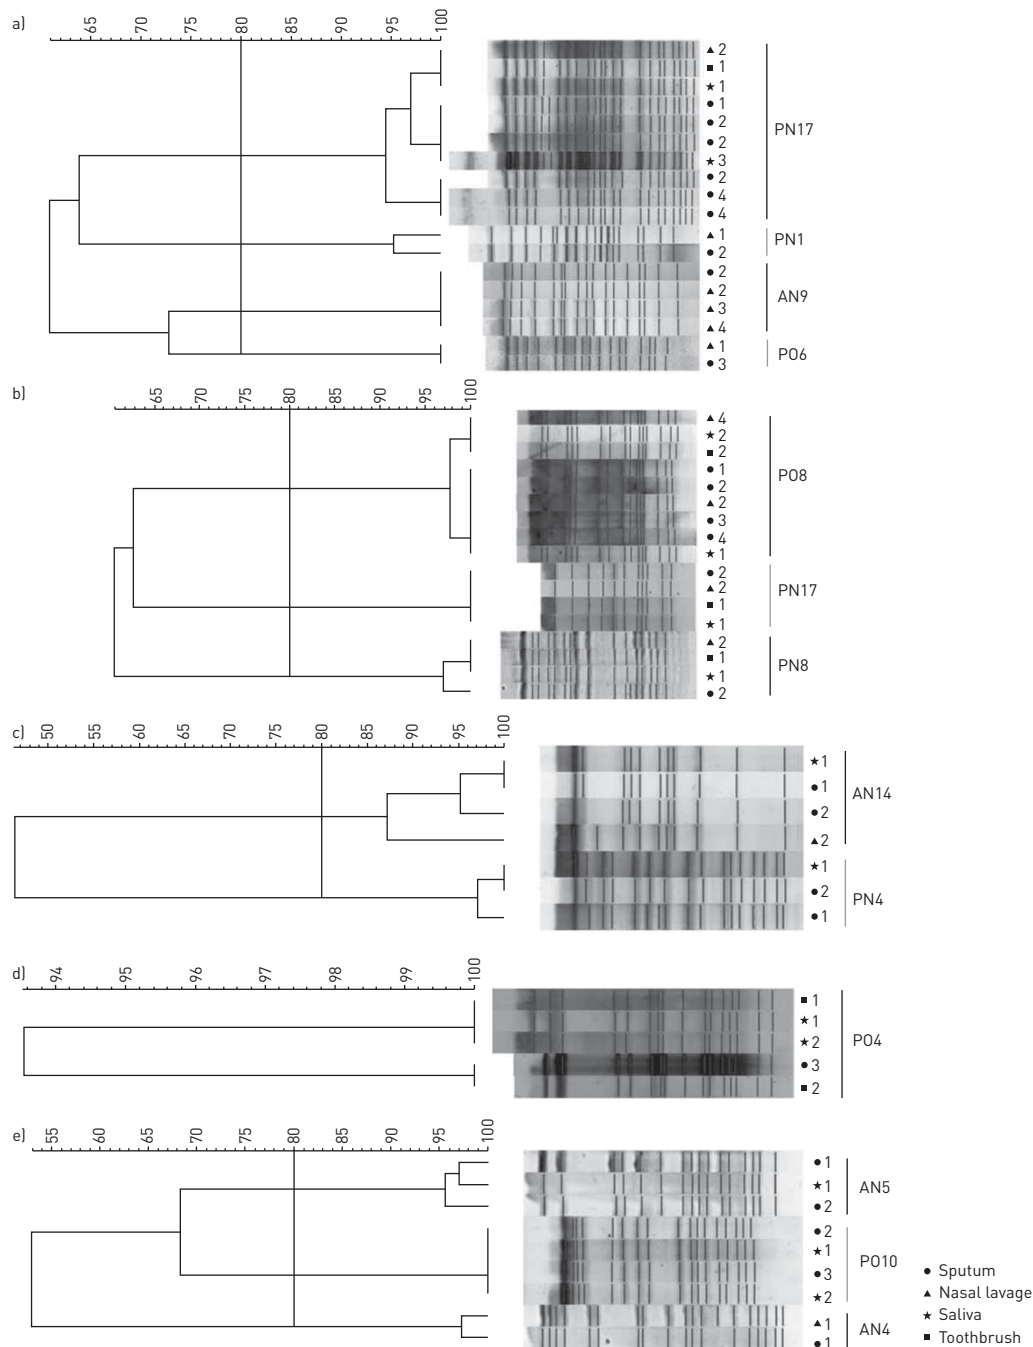 a)
65 70 75 80 85 90 95 100
▲ 2
■ 1
★ 1
● 1
● 2
● 2
★ 3
● 2
● 4
● 4
PN17
▲ 1
● 2
PN1
● 2
▲ 2
▲ 3
▲ 4
AN9
▲ 1
● 3
PO6
b)
65 70 75 80 85 90 95 100
▲ 4
★ 2
■ 2
● 1
● 2
▲ 2
● 3
● 4
★ 1
PO8
● 2
▲ 2
■ 1
★ 1
PN17
▲ 2
■ 1
★ 1
● 2
PN8
c)
50 55 60 65 70 75 80 85 90 95 100
★ 1
● 1
● 2
▲ 2
AN14
★ 1
● 2
● 1
PN4
d)
94 95 96 97 98 99 100
■ 1
★ 1
★ 2
● 3
■ 2
PO4
e)
55 60 65 70 75 80 85 90 95 100
● 1
★ 1
● 2
AN5
● 2
★ 1
● 3
★ 2
PO10
▲ 1
● 1
AN4
● Sputum
▲ Nasal lavage
★ Saliva
■ Toothbrush